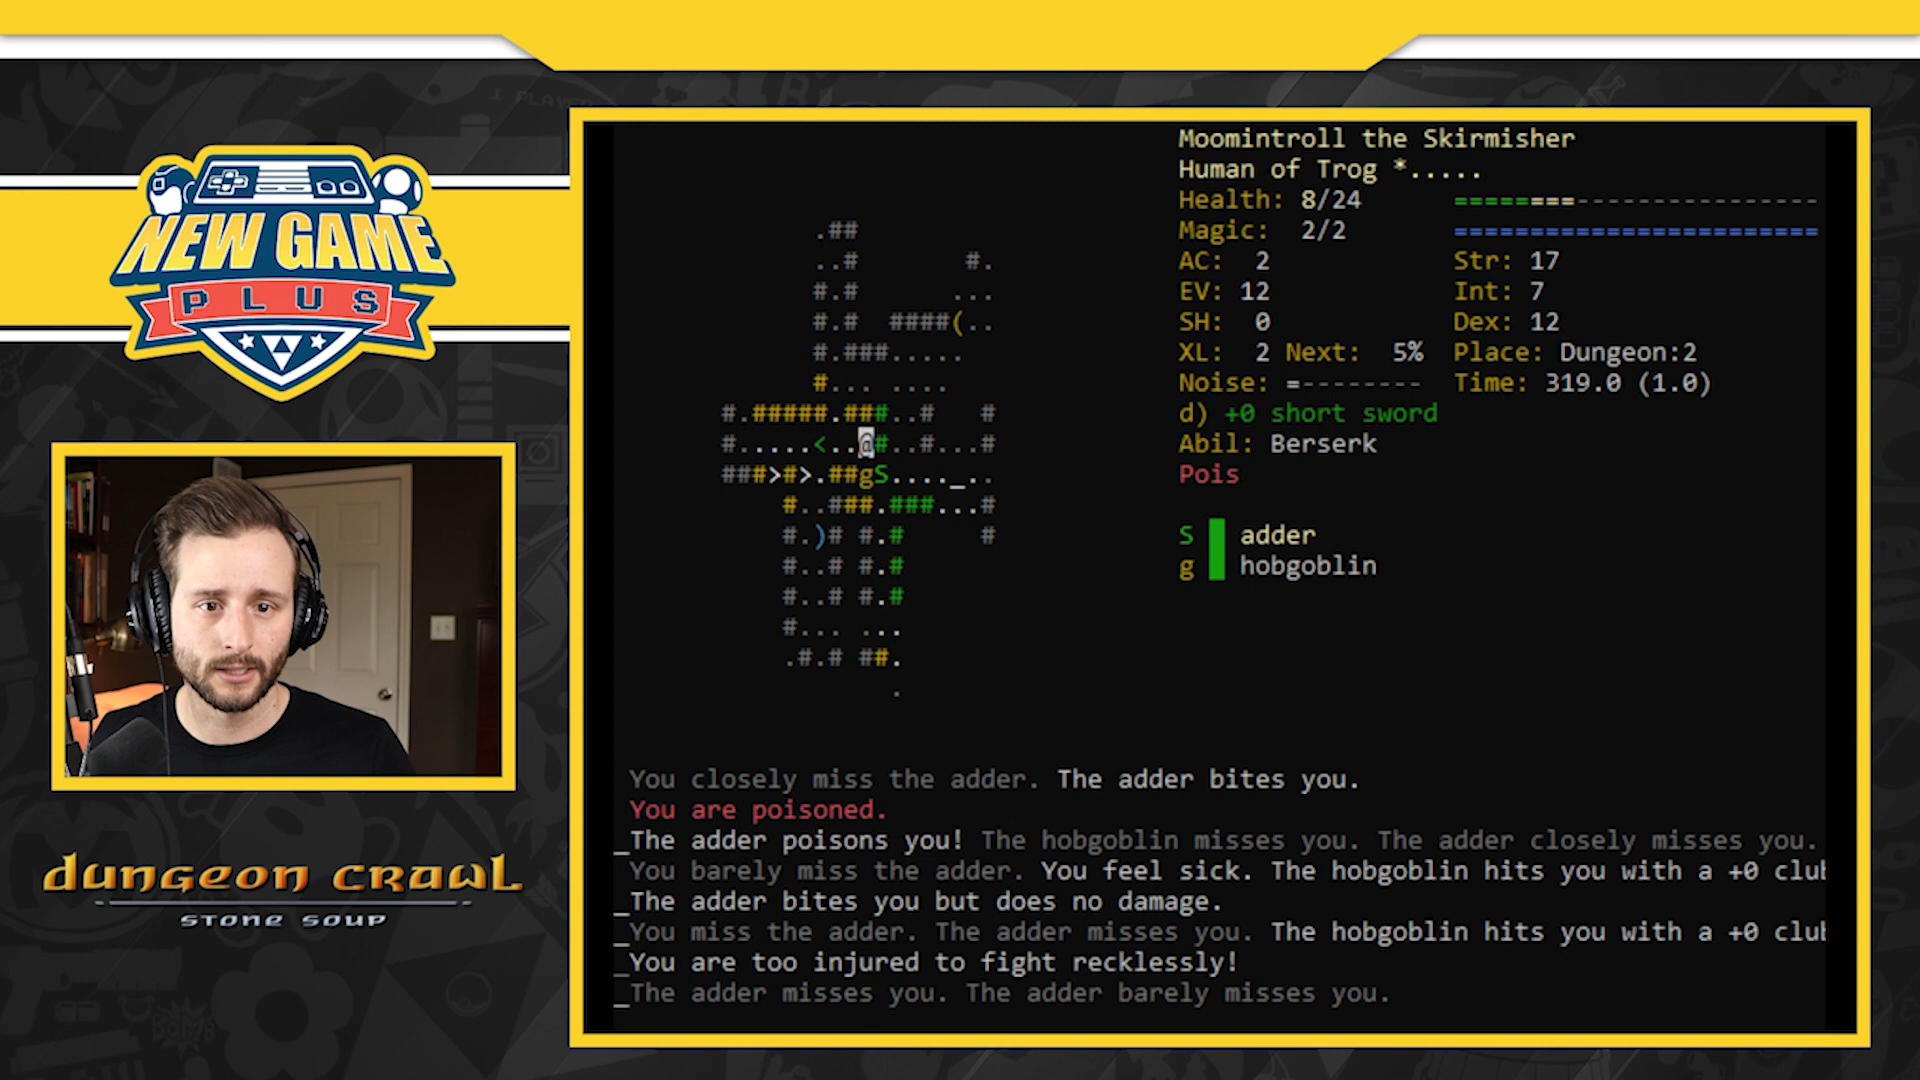 NEW GAME
PLUS
dungeon crawl
stone soup
Moomintroll the Skirmisher
Human of Trog *.....
Health: 8/24 ========----------------
Magic: 2/2 ========================
AC: 2 Str: 17
EV: 12 Int: 7
SH: 0 Dex: 12
XL: 2 Next: 5% Place: Dungeon:2
Noise: =-------- Time: 319.0 (1.0)
d) +0 short sword
Abil: Berserk
Pois
S adder
g hobgoblin
.##
..# #.
#.# ...
#.# ####(..
#.###.....
#... ....
#.#####.###..# #
#.....<..@#..#...#
###>#>.##gS...._..
#..###.###...#
#.)# #.# #
#..# #.#
#..# #.#
#... ...
.#.# ##.
.
You closely miss the adder. The adder bites you.
You are poisoned.
_The adder poisons you! The hobgoblin misses you. The adder closely misses you.
You barely miss the adder. You feel sick. The hobgoblin hits you with a +0 club
_The adder bites you but does no damage.
_You miss the adder. The adder misses you. The hobgoblin hits you with a +0 club
_You are too injured to fight recklessly!
_The adder misses you. The adder barely misses you.